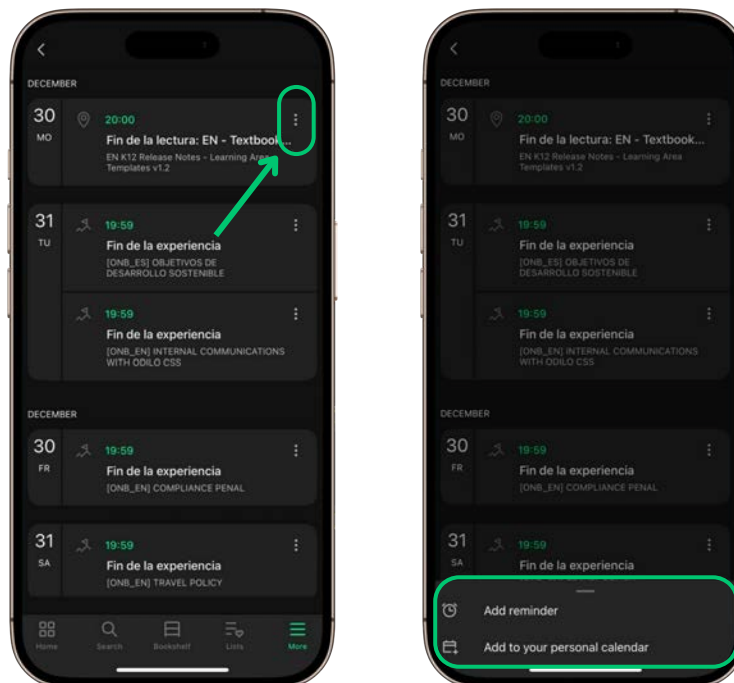 DECEMBER
30
MO
20:00
Fin de la lectura: EN - Textbook...
EN K12 Release Notes - Learning Area
Templates v1.2
31
TU
19:59
Fin de la experiencia
[ONB_ES] OBJETIVOS DE
DESARROLLO SOSTENIBLE
19:59
Fin de la experiencia
[ONB_EN] INTERNAL COMMUNICATIONS
WITH ODILO CSS
DECEMBER
30
FR
19:59
Fin de la experiencia
[ONB_EN] COMPLIANCE PENAL
31
SA
19:59
Fin de la experiencia
[ONB_EN] TRAVEL POLICY
Home
Search
Bookshelf
Lists
More
DECEMBER
30
MO
20:00
Fin de la lectura: EN - Textbook...
EN K12 Release Notes - Learning Area
Templates v1.2
31
TU
19:59
Fin de la experiencia
[ONB_ES] OBJETIVOS DE
DESARROLLO SOSTENIBLE
19:59
Fin de la experiencia
[ONB_EN] INTERNAL COMMUNICATIONS
WITH ODILO CSS
DECEMBER
30
FR
19:59
Fin de la experiencia
[ONB_EN] COMPLIANCE PENAL
31
SA
19:59
Fin de la experiencia
Add reminder
Add to your personal calendar